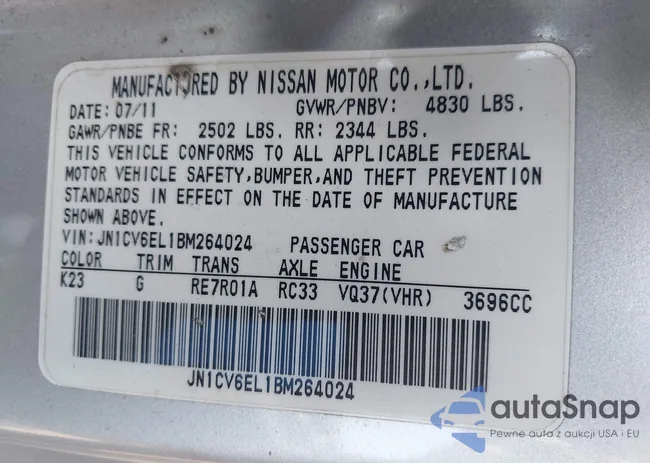 MANUFACTURED BY NISSAN MOTOR CO.,LTD.
DATE: 07/11 GVWR/PNBV: 4830 LBS.
GAWR/PNBE FR: 2502 LBS. RR: 2344 LBS.
THIS VEHICLE CONFORMS TO ALL APPLICABLE FEDERAL
MOTOR VEHICLE SAFETY,BUMPER,AND THEFT PREVENTION
STANDARDS IN EFFECT ON THE DATE OF MANUFACTURE
SHOWN ABOVE.
VIN:JN1CV6EL1BM264024 PASSENGER CAR
COLOR TRIM TRANS AXLE ENGINE
K23 G RE7R01A RC33 VQ37(VHR) 3696CC
JN1CV6EL1BM264024
autaSnap
Pewne auta z aukcji USA i EU